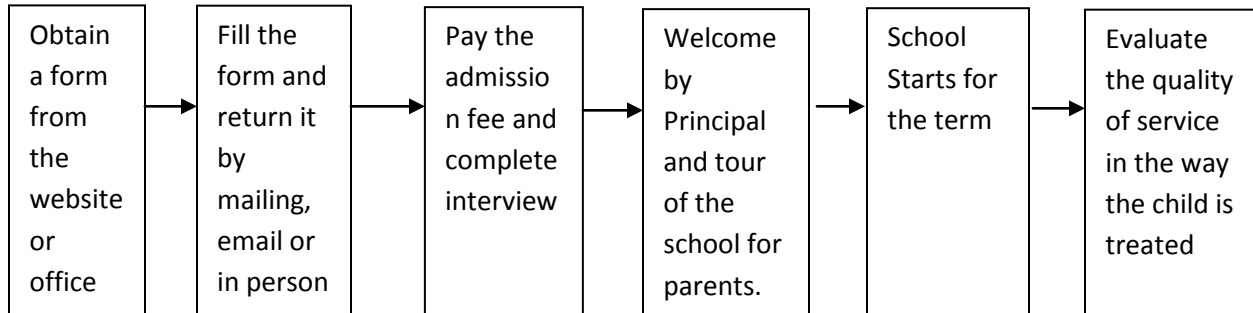 Obtain
a form
from
the
website
or
office
Fill the
form and
return it
by
mailing,
email or
in person
Pay the
admissio
n fee and
complete
interview
Welcome
by
Principal
and tour
of the
school for
parents.
School
Starts for
the term
Evaluate
the quality
of service
in the way
the child is
treated